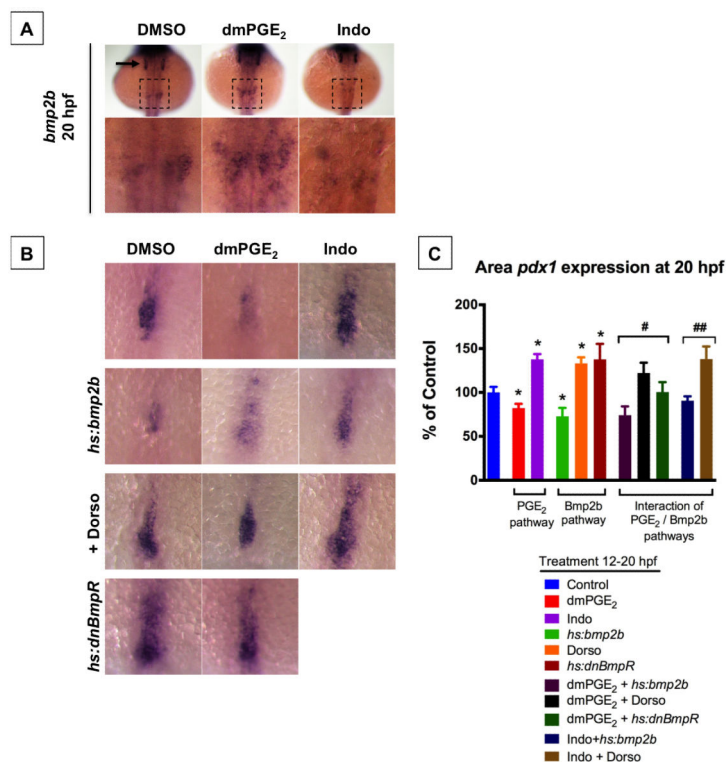 A
DMSO dmPGE₂ Indo
bmp2b
20 hpf
B
DMSO dmPGE₂ Indo
hs:bmp2b
+ Dorso
hs:dnBmpR
C
Area pdx1 expression at 20 hpf
% of Control
200
150
100
50
0
* * * * * # ##
PGE₂
pathway
Bmp2b
pathway
Interaction of
PGE₂ / Bmp2b
pathways
Treatment 12-20 hpf
Control
dmPGE₂
Indo
hs:bmp2b
Dorso
hs:dnBmpR
dmPGE₂ + hs:bmp2b
dmPGE₂ + Dorso
dmPGE₂ + hs:dnBmpR
Indo+hs:bmp2b
Indo + Dorso